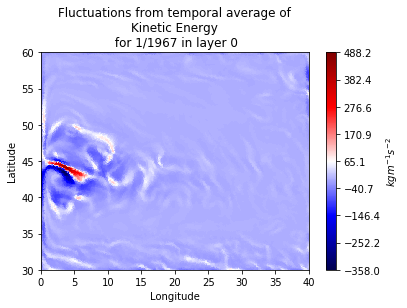 Fluctuations from temporal average of
Kinetic Energy
for 1/1967 in layer 0
60
55
50
45
40
35
30
Latitude
0 5 10 15 20 25 30 35 40
Longitude
488.2
382.4
276.6
170.9
65.1
−40.7
−146.4
−252.2
−358.0
kgm⁻¹s⁻²